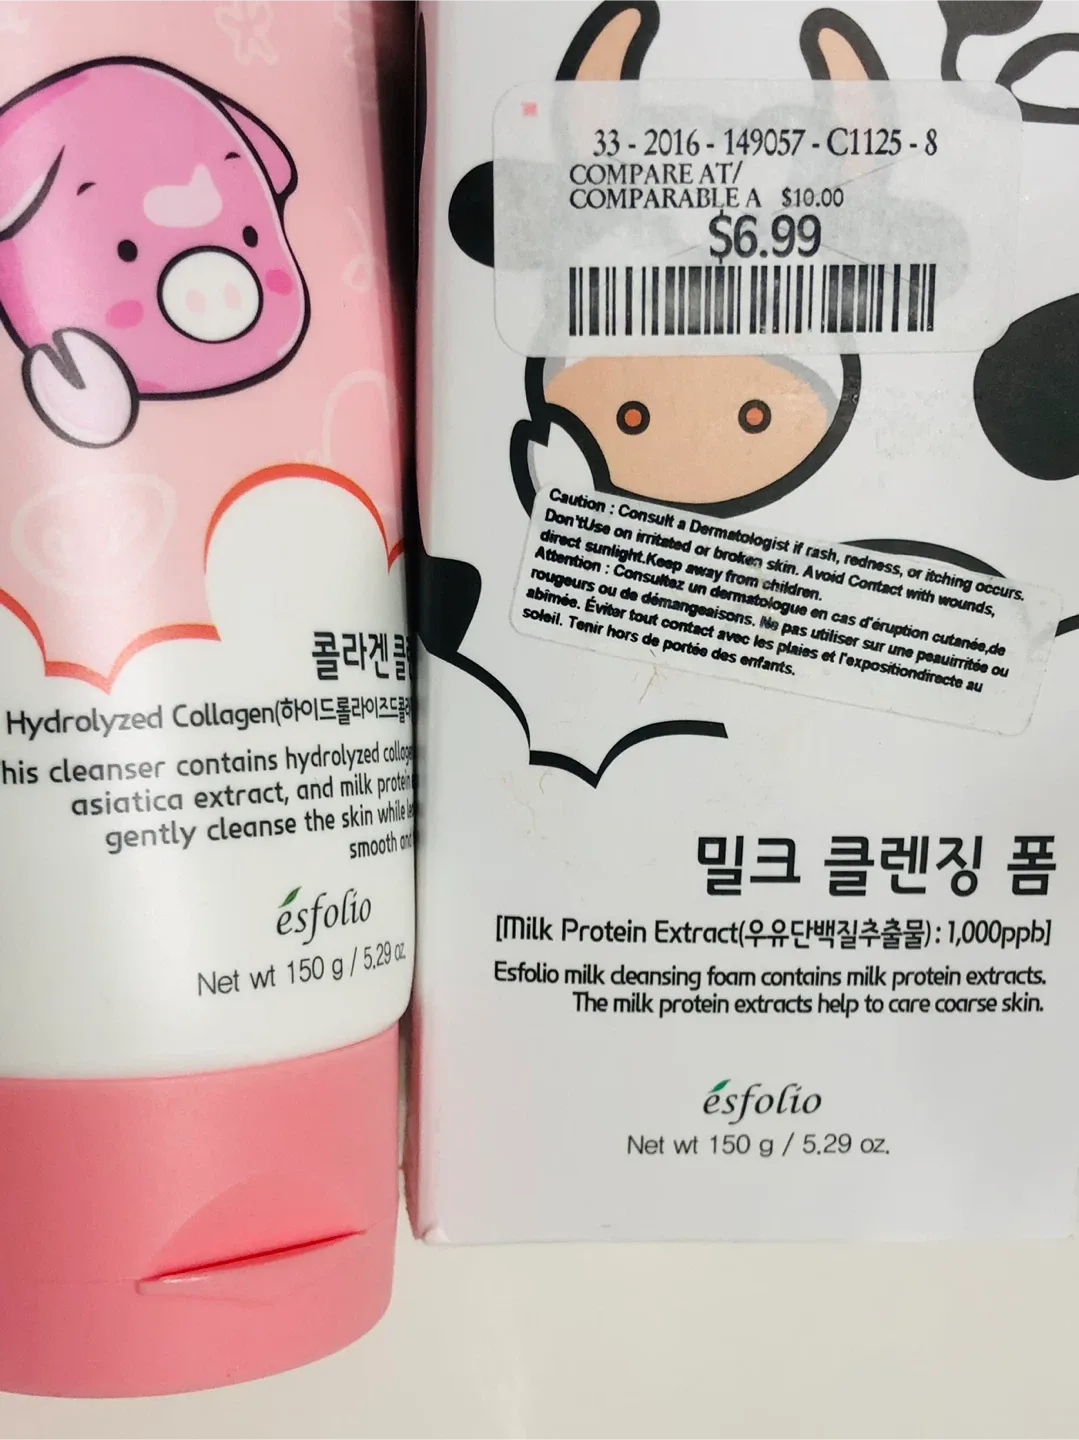 콜라겐
Hydrolyzed Collagen(하이드롤라이즈드콜라
his cleanser contains hydrolyzed collage
asiatica extract, and milk protein
gently cleanse the skin while
smooth and
ésfolio
Net wt 150 g / 5.29 oz.
33 - 2016 - 149057 - C1125 - 8
COMPARE AT/
COMPARABLE A $10.00
$6.99
Caution : Consult a Dermatologist if rash, redness, or itching occurs.
Don'tUse on irritated or broken skin. Avoid Contact with wounds,
direct sunlight.Keep away from children.
Attention : Consultez un dermatologue en cas d'éruption cutanée,de
rougeurs ou de démangeaisons. Ne pas utiliser sur une peauirritée ou
abîmée. Éviter tout contact avec les plaies et l'expositiondirecte au
soleil. Tenir hors de portée des enfants.
밀크 클렌징 폼
[Milk Protein Extract(우유단백질추출물) : 1,000ppb]
Esfolio milk cleansing foam contains milk protein extracts.
The milk protein extracts help to care coarse skin.
ésfolio
Net wt 150 g / 5.29 oz.